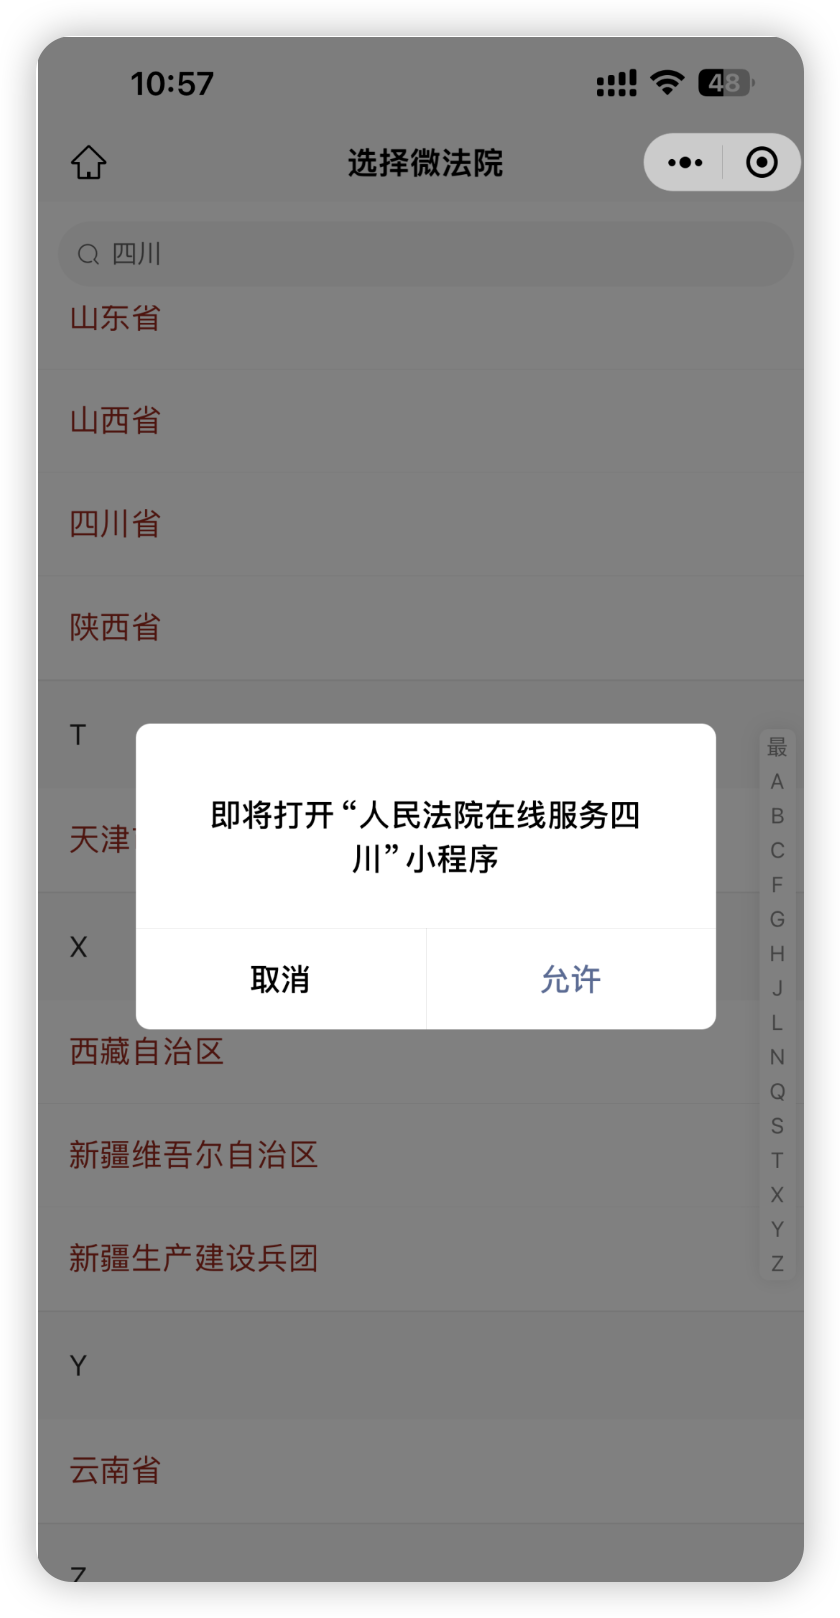 10:57
48
选择微法院
四川
山东省
山西省
四川省
陕西省
T
天津
即将打开“人民法院在线服务四
川”小程序
取消
允许
X
西藏自治区
新疆维吾尔自治区
新疆生产建设兵团
Y
云南省
Z
最
A
B
C
F
G
H
J
L
N
Q
S
T
X
Y
Z